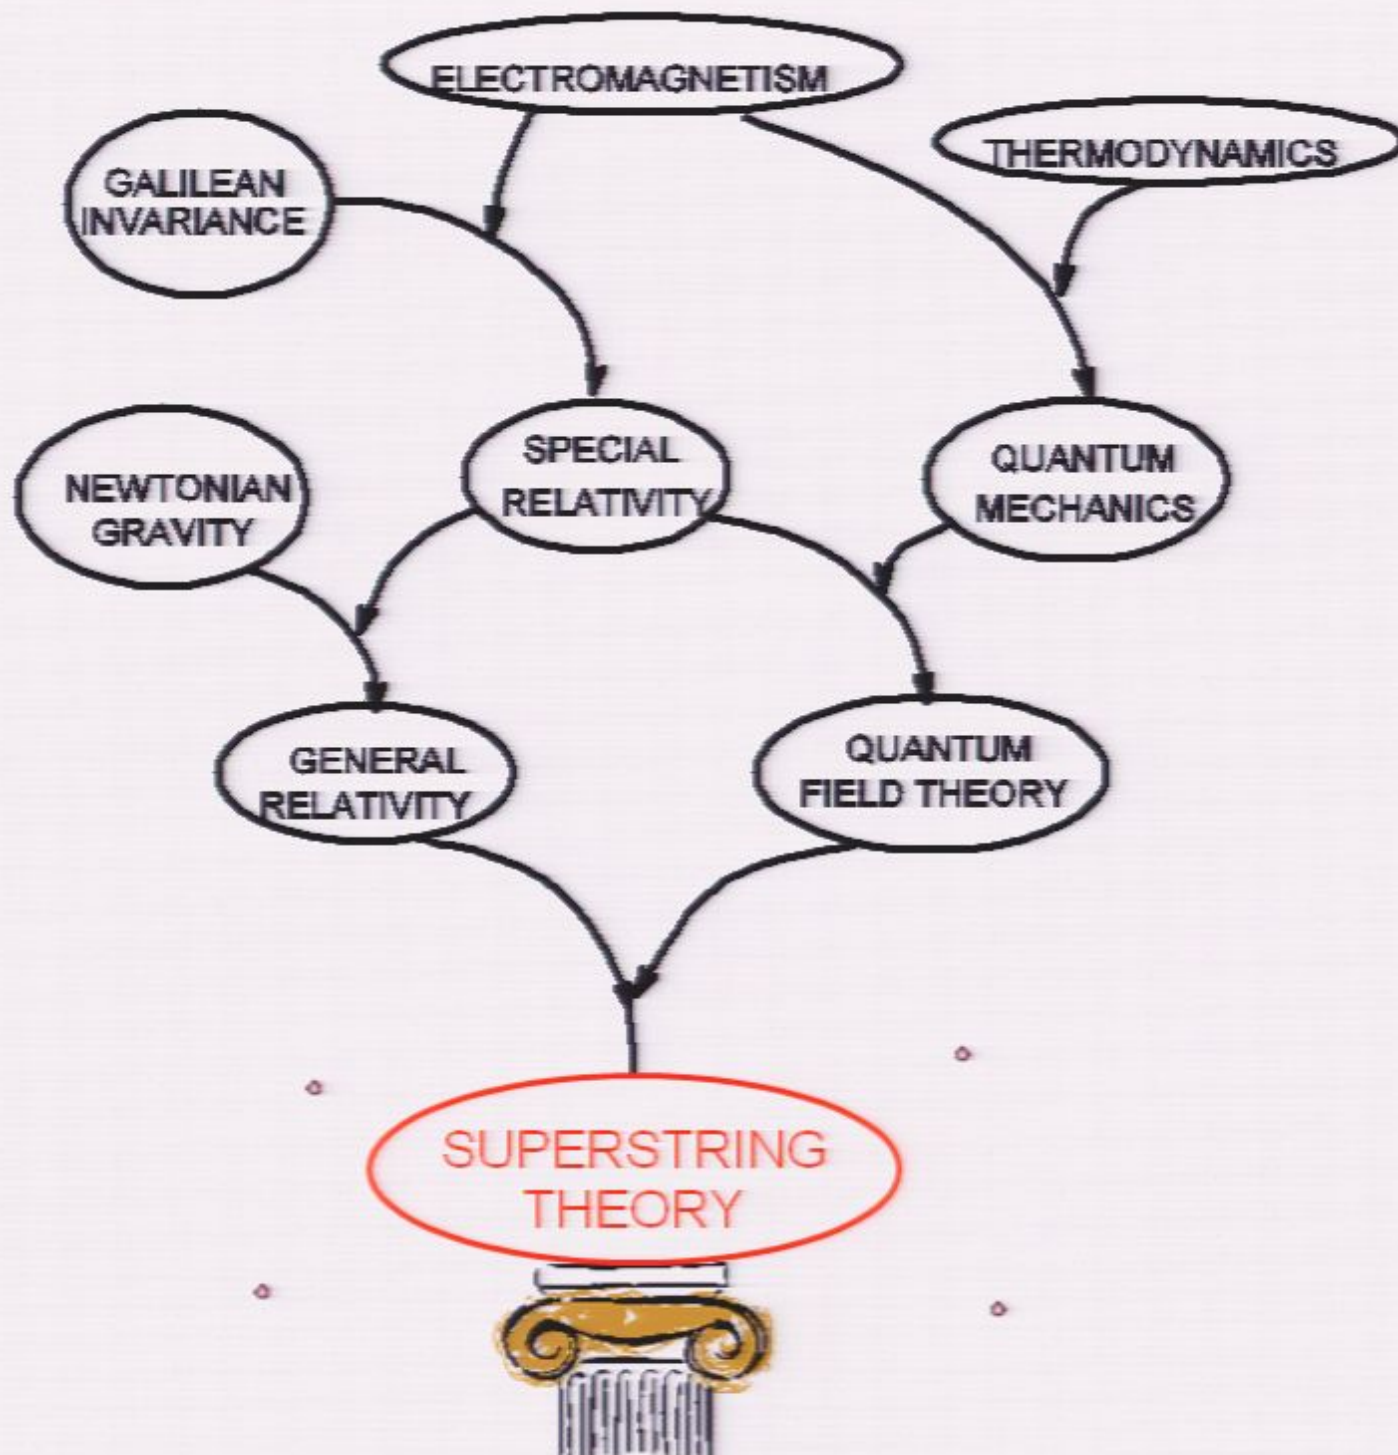 ELECTROMAGNETISM
THERMODYNAMICS
GALILEAN
INVARIANCE
NEWTONIAN
GRAVITY
SPECIAL
RELATIVITY
QUANTUM
MECHANICS
GENERAL
RELATIVITY
QUANTUM
FIELD THEORY
SUPERSTRING
THEORY